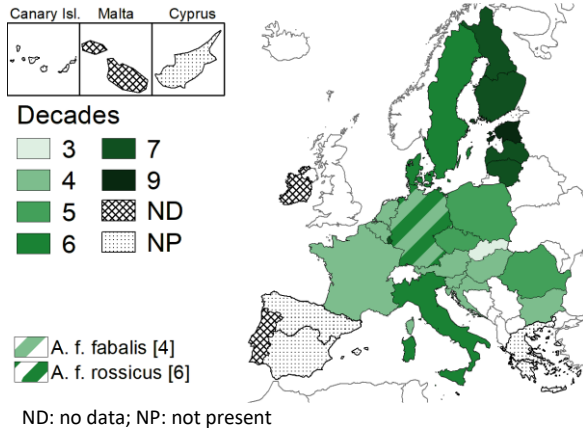 Canary Isl. Malta Cyprus
Decades
3 7
4 9
5 ND
6 NP
A. f. fabalis [4]
A. f. rossicus [6]
ND: no data; NP: not present